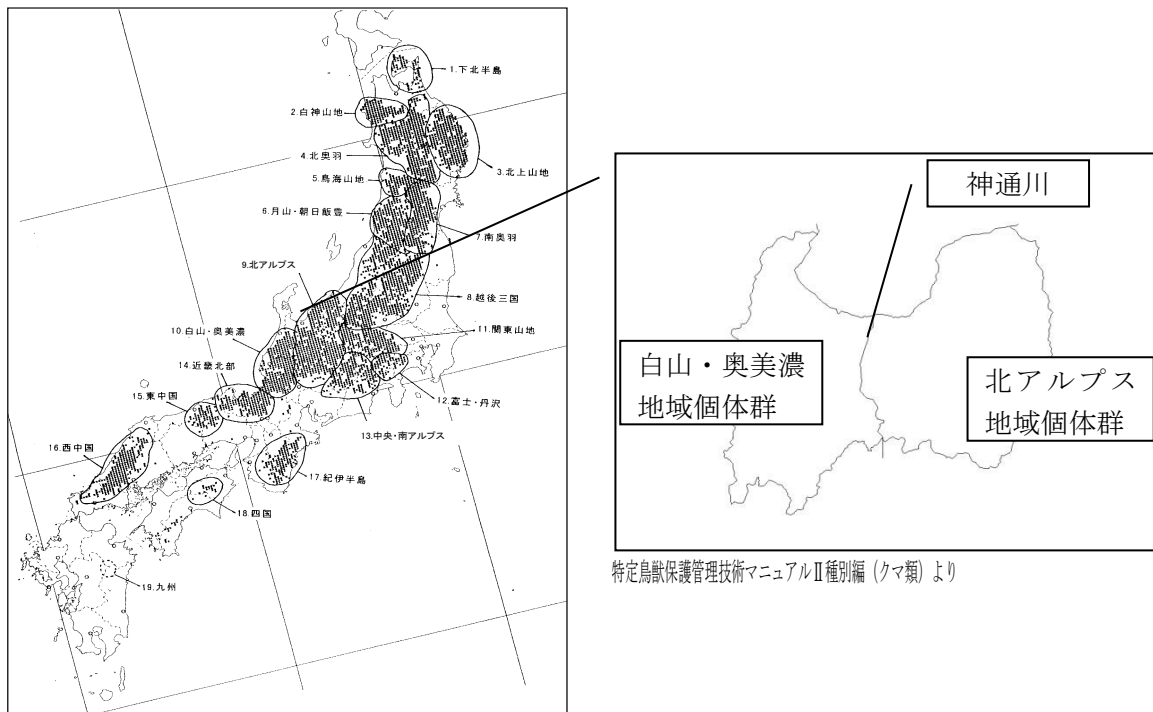 1.下北半島
2.白神山地
3.北上山地
4.北奥羽
5.鳥海山地
6.月山・朝日飯豊
7.南奥羽
8.越後三国
9.北アルプス
10.白山・奥美濃
11.関東山地
12.富士・丹沢
13.中央・南アルプス
14.近畿北部
15.東中国
16.西中国
17.紀伊半島
18.四国
19.九州
神通川
白山・奥美濃
地域個体群
北アルプス
地域個体群
特定鳥獣保護管理技術マニュアルⅡ種別編（クマ類）より